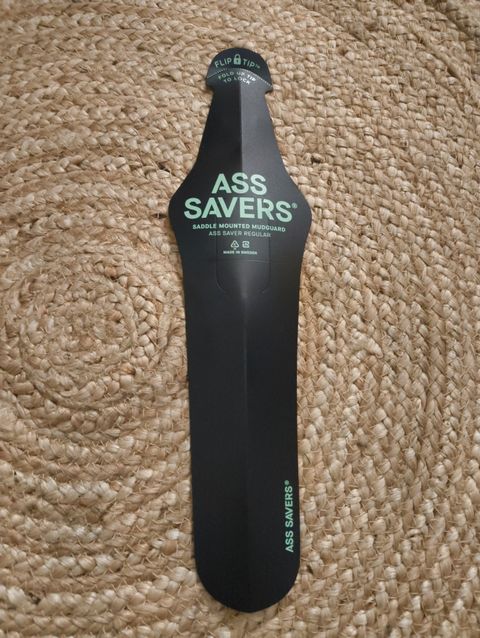 FLIP TIP™
FOLD UP TIP
TO LOCK
ASS
SAVERS®
SADDLE MOUNTED MUDGUARD
ASS SAVER REGULAR
MADE IN SWEDEN
ASS SAVERS®